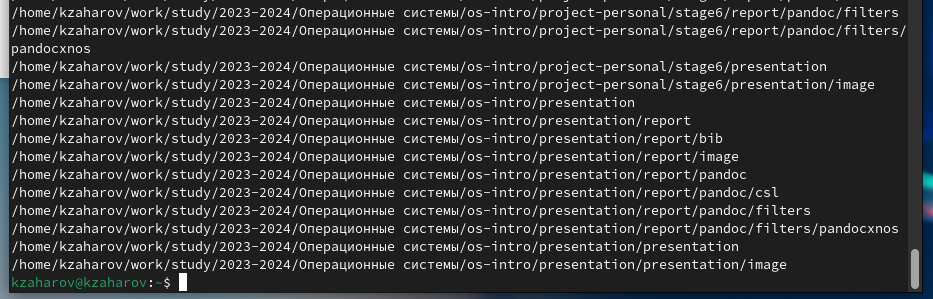 /home/kzaharov/work/study/2023-2024/Операционные системы/os-intro/project-personal/stage6/report/pandoc/filters
/home/kzaharov/work/study/2023-2024/Операционные системы/os-intro/project-personal/stage6/report/pandoc/filters/
pandocxnos
/home/kzaharov/work/study/2023-2024/Операционные системы/os-intro/project-personal/stage6/presentation
/home/kzaharov/work/study/2023-2024/Операционные системы/os-intro/project-personal/stage6/presentation/image
/home/kzaharov/work/study/2023-2024/Операционные системы/os-intro/presentation
/home/kzaharov/work/study/2023-2024/Операционные системы/os-intro/presentation/report
/home/kzaharov/work/study/2023-2024/Операционные системы/os-intro/presentation/report/bib
/home/kzaharov/work/study/2023-2024/Операционные системы/os-intro/presentation/report/image
/home/kzaharov/work/study/2023-2024/Операционные системы/os-intro/presentation/report/pandoc
/home/kzaharov/work/study/2023-2024/Операционные системы/os-intro/presentation/report/pandoc/csl
/home/kzaharov/work/study/2023-2024/Операционные системы/os-intro/presentation/report/pandoc/filters
/home/kzaharov/work/study/2023-2024/Операционные системы/os-intro/presentation/report/pandoc/filters/pandocxnos
/home/kzaharov/work/study/2023-2024/Операционные системы/os-intro/presentation/presentation
/home/kzaharov/work/study/2023-2024/Операционные системы/os-intro/presentation/presentation/image
kzaharov@kzaharov:~$